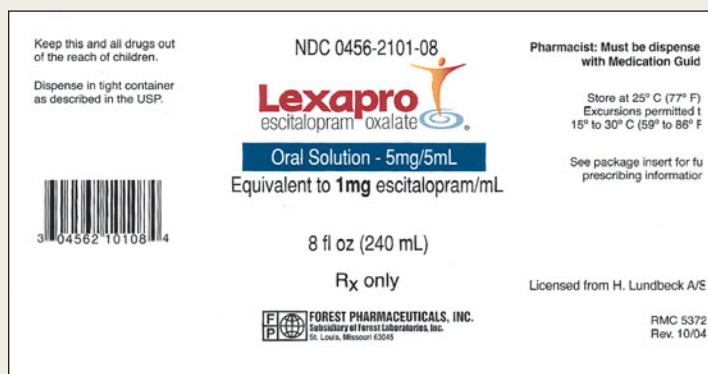 Keep this and all drugs out
of the reach of children.
Dispense in tight container
as described in the USP.
3 04562 10108 4
NDC 0456-2101-08
Lexapro
escitalopram oxalate ®
Oral Solution - 5mg/5mL
Equivalent to 1mg escitalopram/mL
8 fl oz (240 mL)
Rx only
FP
FOREST PHARMACEUTICALS, INC.
Subsidiary of Forest Laboratories, Inc.
St. Louis, Missouri 63045
Pharmacist: Must be dispense
with Medication Guid
Store at 25° C (77° F)
Excursions permitted t
15° to 30° C (59° to 86° F
See package insert for fu
prescribing information
Licensed from H. Lundbeck A/S
RMC 5372
Rev. 10/04